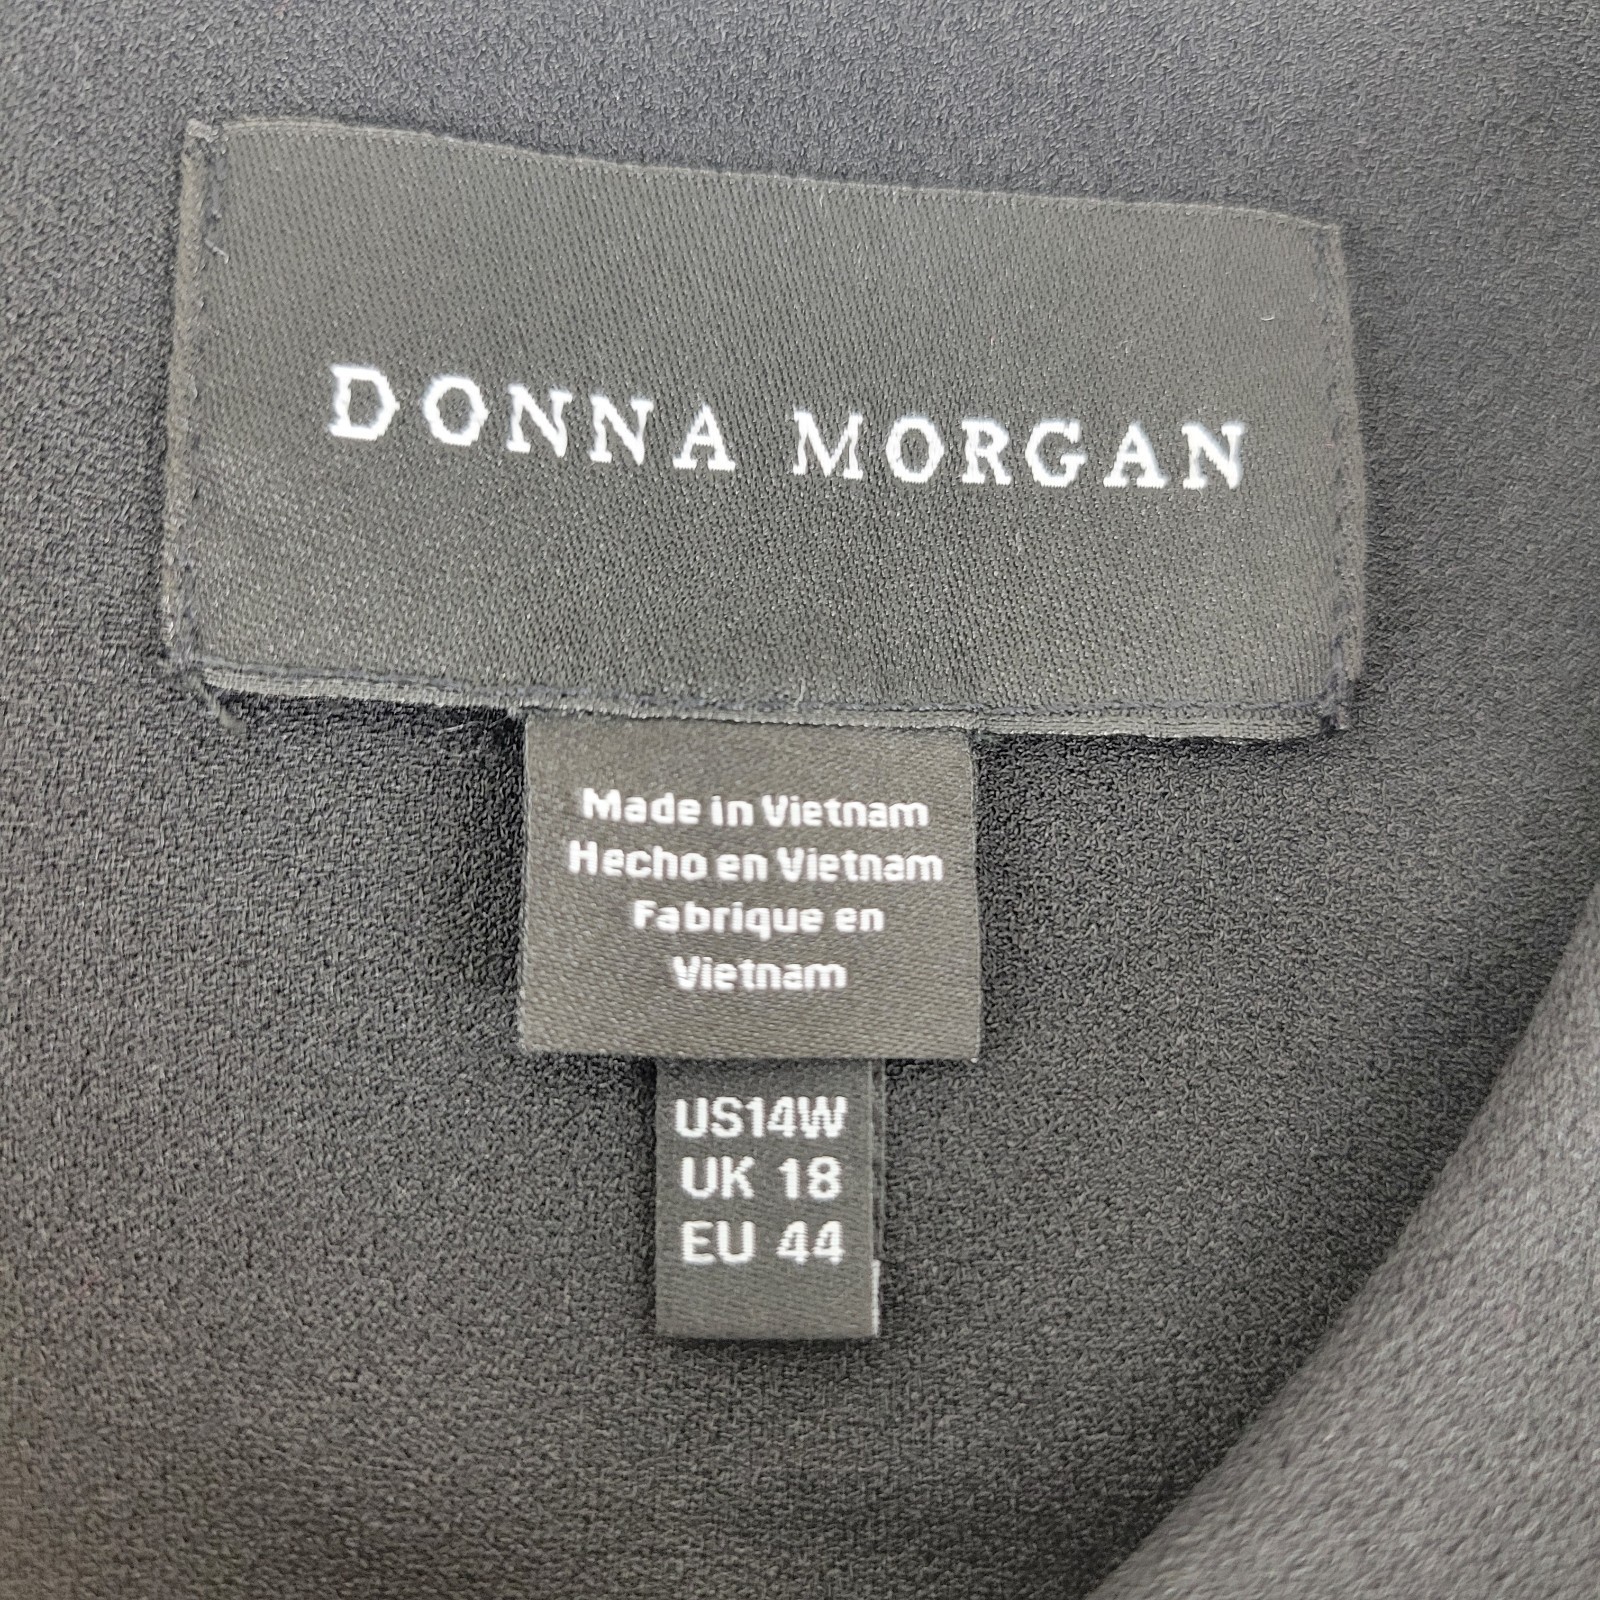 DONNA MORGAN
Made in Vietnam
Hecho en Vietnam
Fabrique en
Vietnam
US14W
UK 18
EU 44